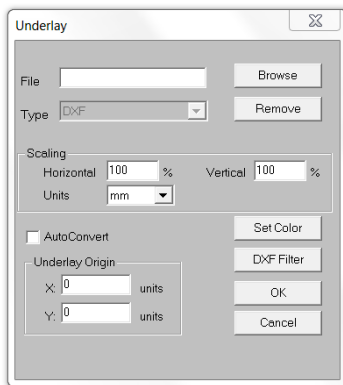 Underlay
File Browse
Type DXF Remove
Scaling
Horizontal 100 % Vertical 100 %
Units mm
AutoConvert Set Color
Underlay Origin DXF Filter
X: 0 units OK
Y: 0 units Cancel